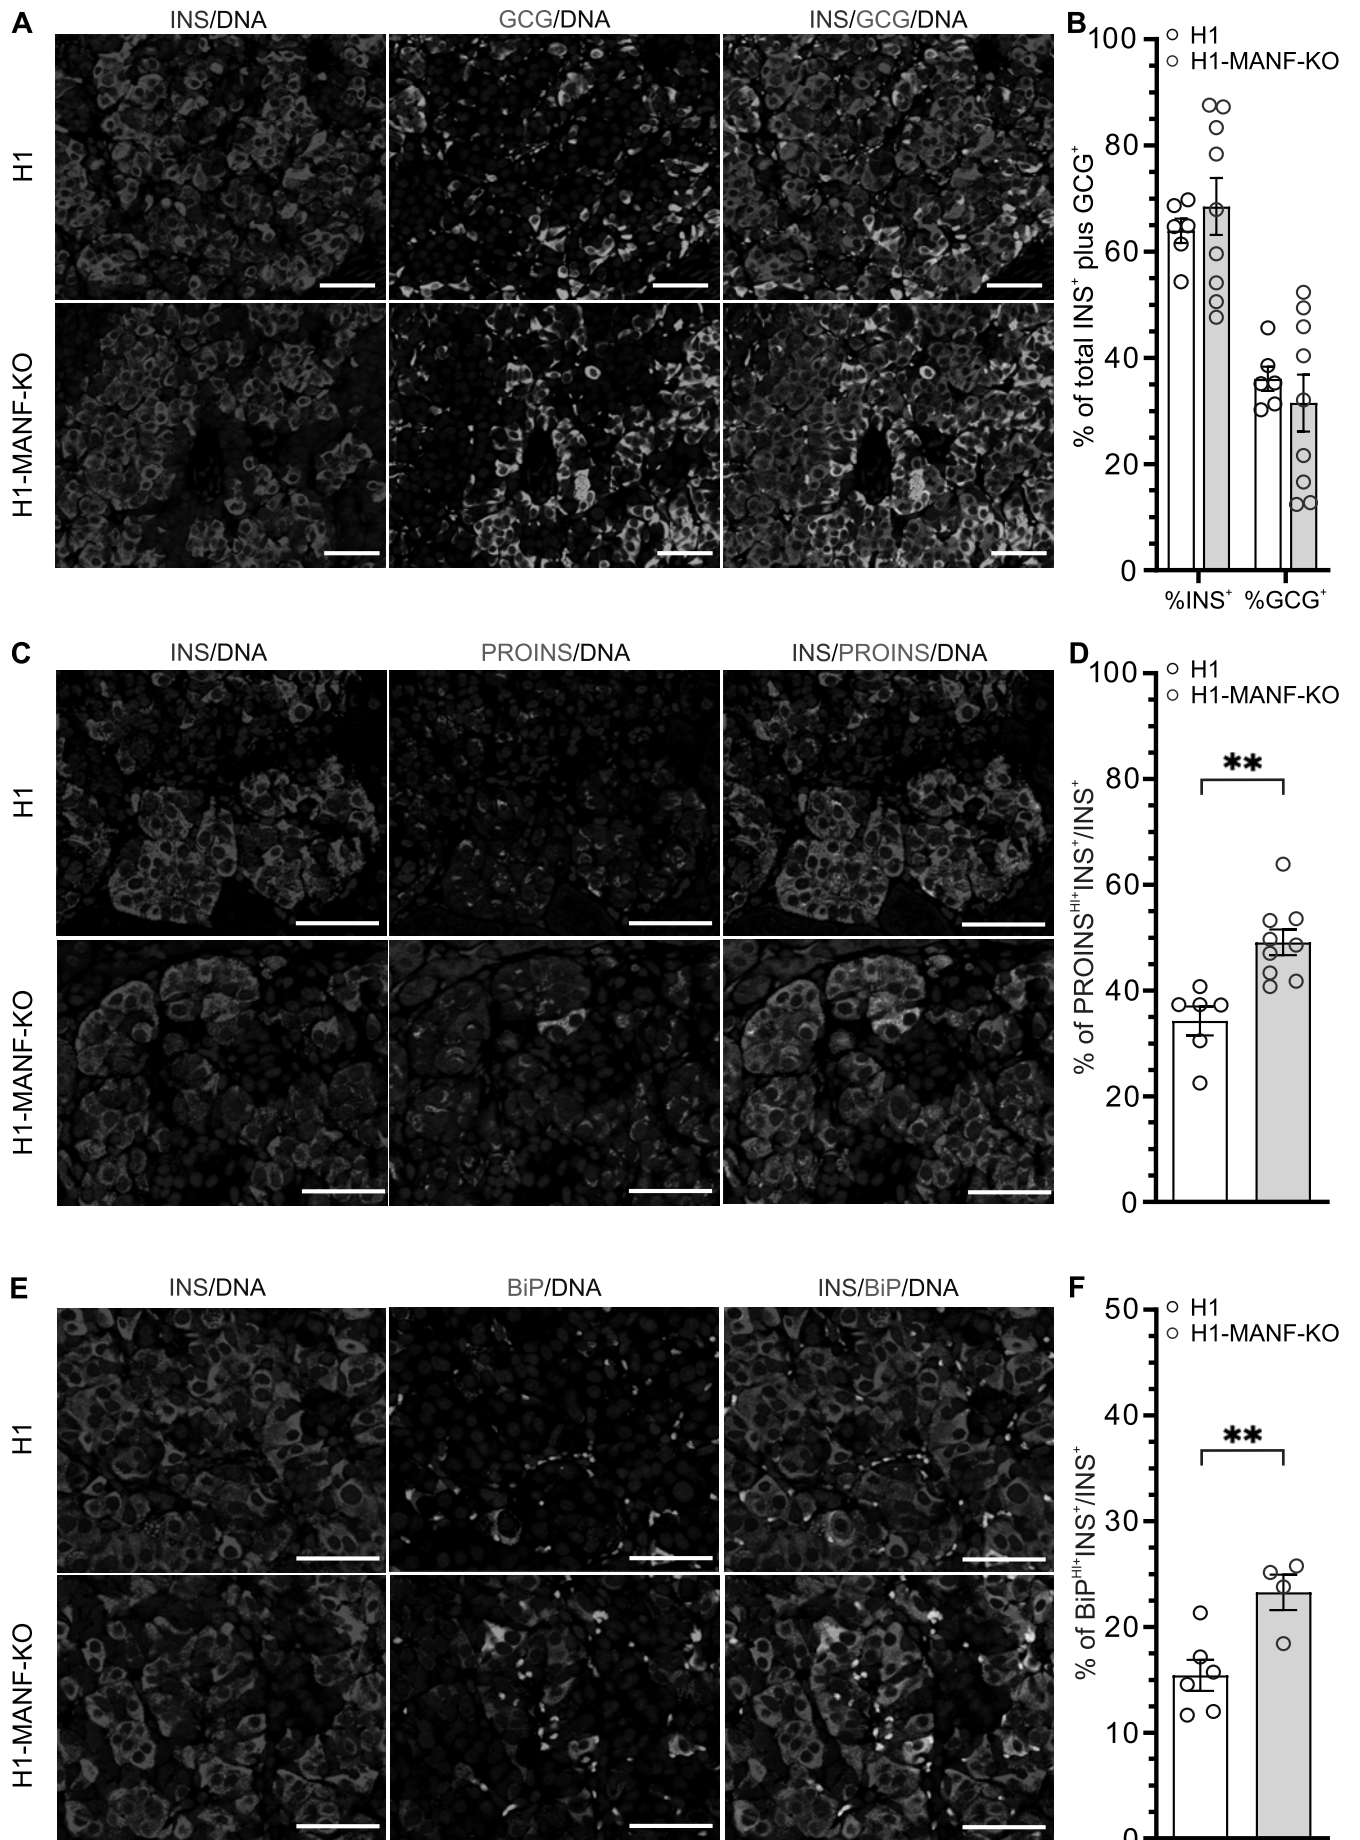 A
INS/DNA
GCG/DNA
INS/GCG/DNA
H1
H1-MANF-KO
B
H1
H1-MANF-KO
% of total INS⁺ plus GCG⁺
100
80
60
40
20
0
%INS⁺
%GCG⁺
C
INS/DNA
PROINS/DNA
INS/PROINS/DNA
H1
H1-MANF-KO
D
H1
H1-MANF-KO
% of PROINSᴴᴵ⁺INS⁺/INS⁺
100
80
60
40
20
0
**
E
INS/DNA
BiP/DNA
INS/BiP/DNA
H1
H1-MANF-KO
F
H1
H1-MANF-KO
% of BiPᴴᴵ⁺INS⁺/INS⁺
50
40
30
20
10
0
**